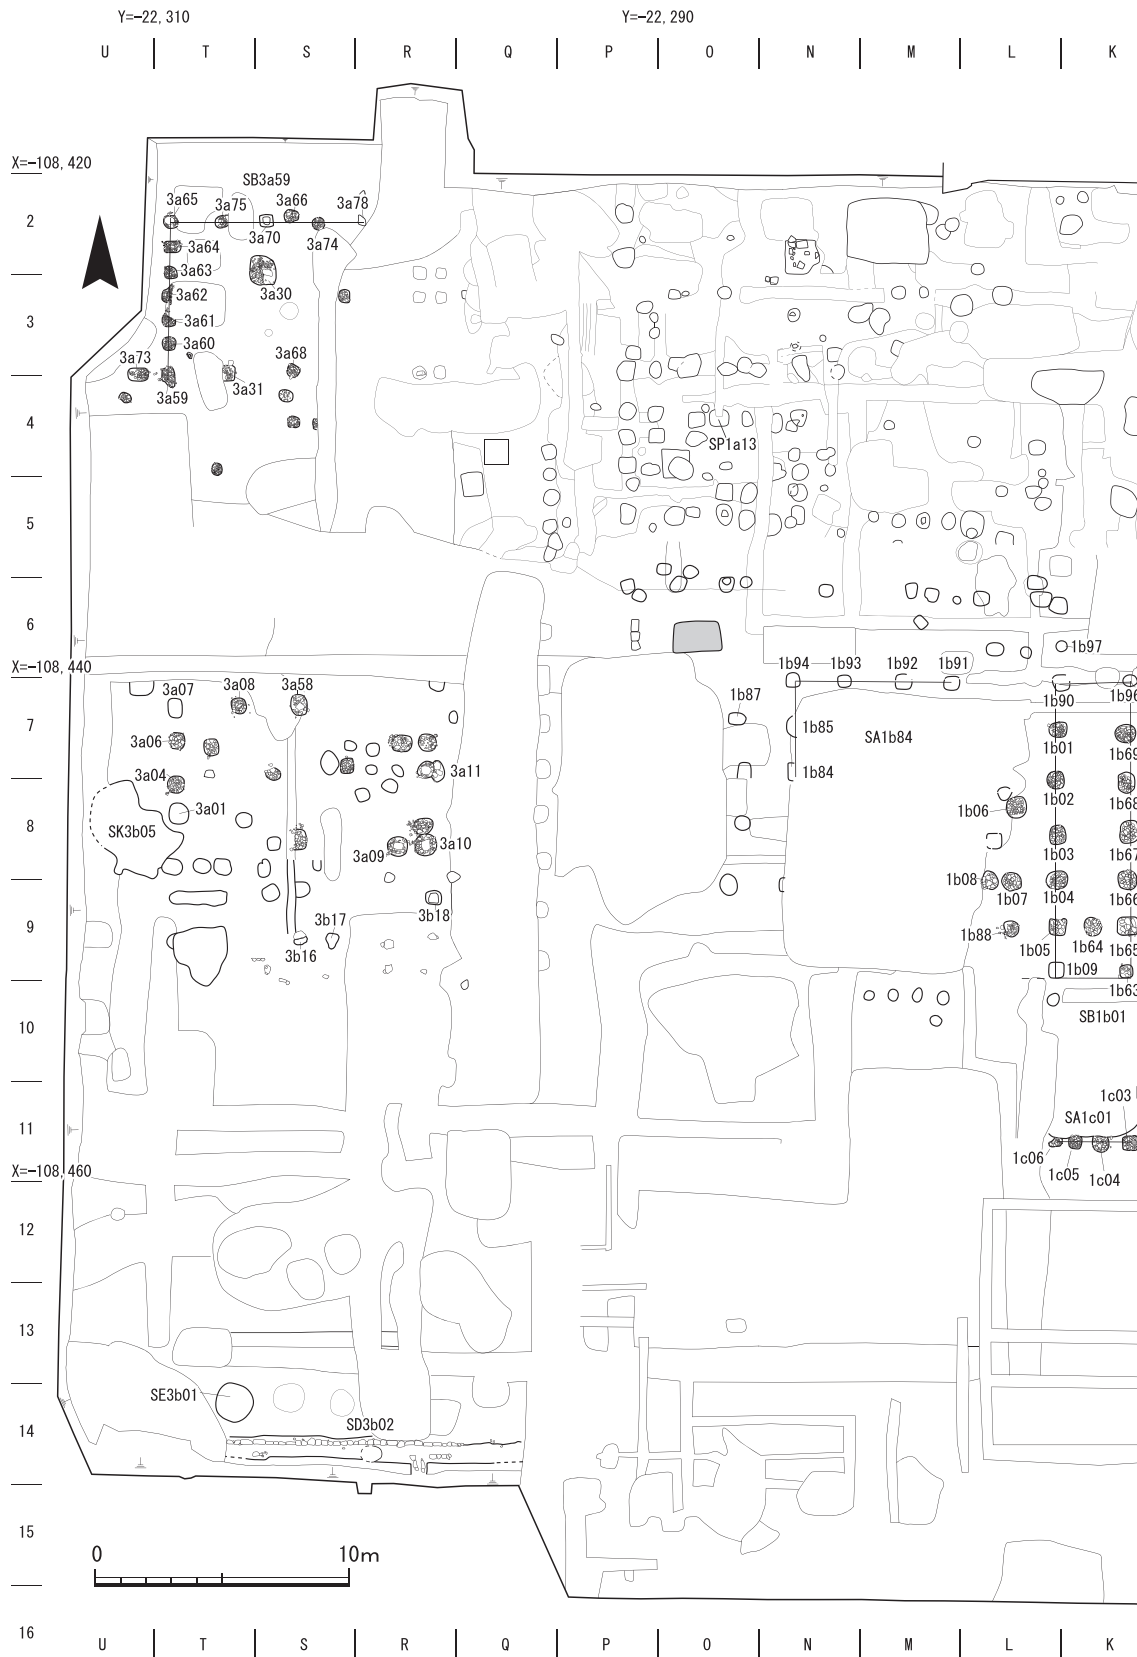 Y=-22,310 Y=-22,290
U T S R Q P O N M L K
X=-108,420
SB3a59
3a65 3a75 3a66 3a78
2
3a70 3a74
3a64
3a63
3a30
3a62
3
3a61
3a60
3a73 3a68
3a31
3a59
4
SP1a13
5
6
1b97
X=-108,440
1b94 1b93 1b92 1b91
3a07 3a08 3a58
1b87 1b90 1b96
7
1b85 SA1b84
3a06 1b01 1b69
3a04 3a11 1b84
1b02 1b68
3a01 1b06
8
SK3b05
3a09 3a10 1b03 1b67
1b08 1b07 1b04 1b66
3b17 3b18
9
3b16 1b88 1b05 1b64 1b65
1b09
1b63
10
SB1b01
1c03
11
SA1c01
1c06
X=-108,460
1c05 1c04
12
13
SE3b01
SD3b02
14
15
0 10m
16
U T S R Q P O N M L K